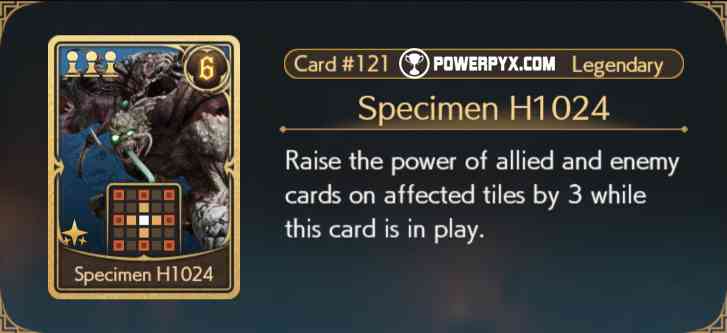 6
Specimen H1024
Card #121 POWERPYX.COM Legendary
Specimen H1024
Raise the power of allied and enemy
cards on affected tiles by 3 while
this card is in play.